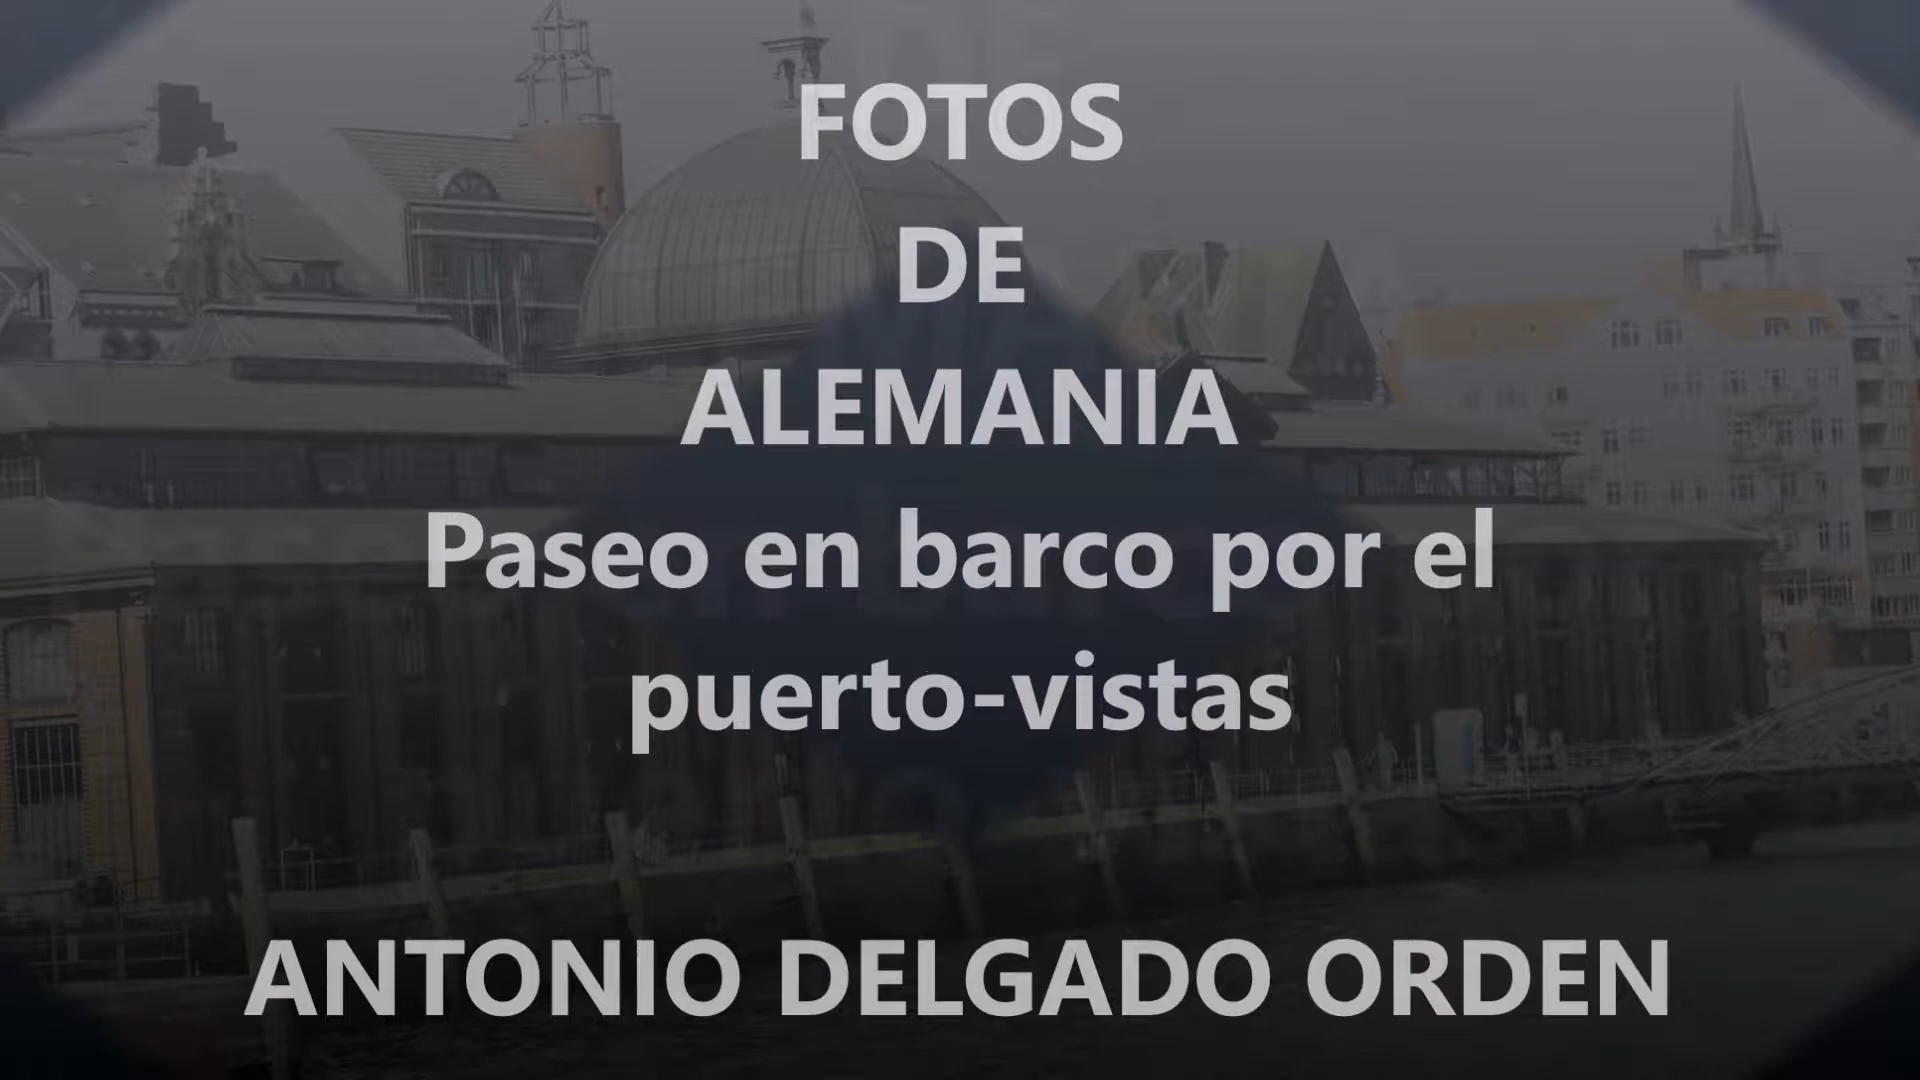 FOTOS
DE
ALEMANIA
Paseo en barco por el
puerto-vistas
ANTONIO DELGADO ORDEN